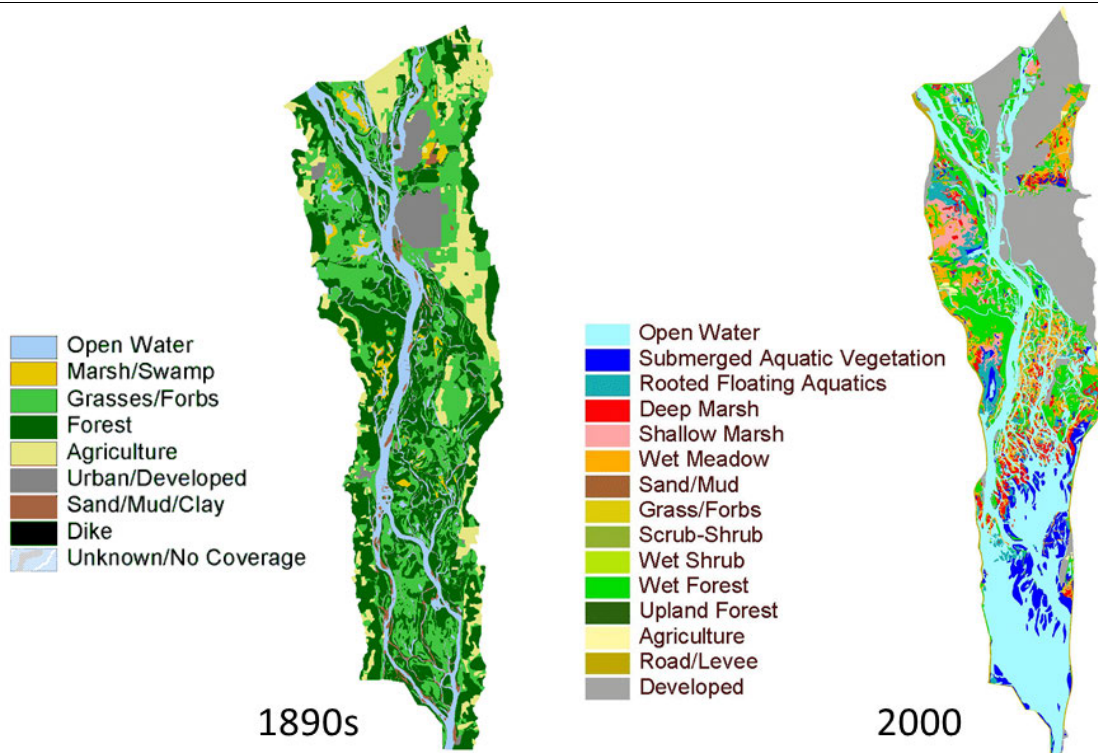 Open Water
Marsh/Swamp
Grasses/Forbs
Forest
Agriculture
Urban/Developed
Sand/Mud/Clay
Dike
Unknown/No Coverage
1890s
Open Water
Submerged Aquatic Vegetation
Rooted Floating Aquatics
Deep Marsh
Shallow Marsh
Wet Meadow
Sand/Mud
Grass/Forbs
Scrub-Shrub
Wet Shrub
Wet Forest
Upland Forest
Agriculture
Road/Levee
Developed
2000